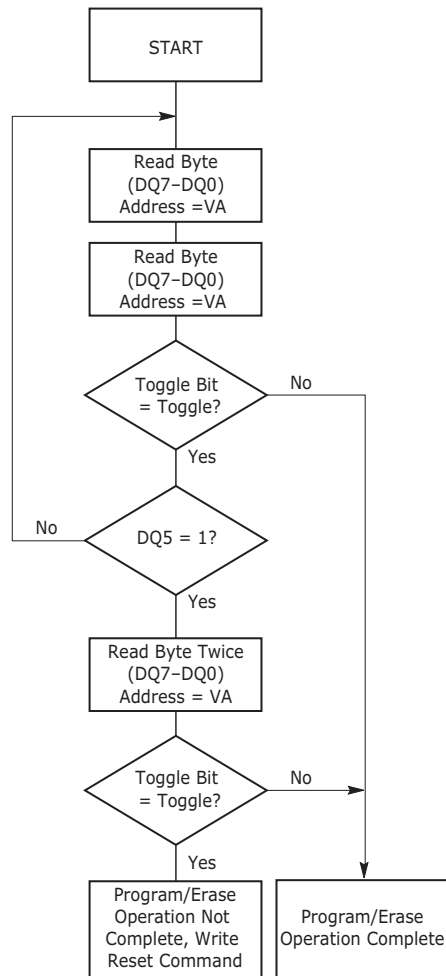 START
Read Byte
(DQ7–DQ0)
Address =VA
Read Byte
(DQ7–DQ0)
Address =VA
Toggle Bit
= Toggle?
No
Yes
DQ5 = 1?
No
Yes
Read Byte Twice
(DQ7–DQ0)
Address = VA
Toggle Bit
= Toggle?
No
Yes
Program/Erase
Operation Not
Complete, Write
Reset Command
Program/Erase
Operation Complete